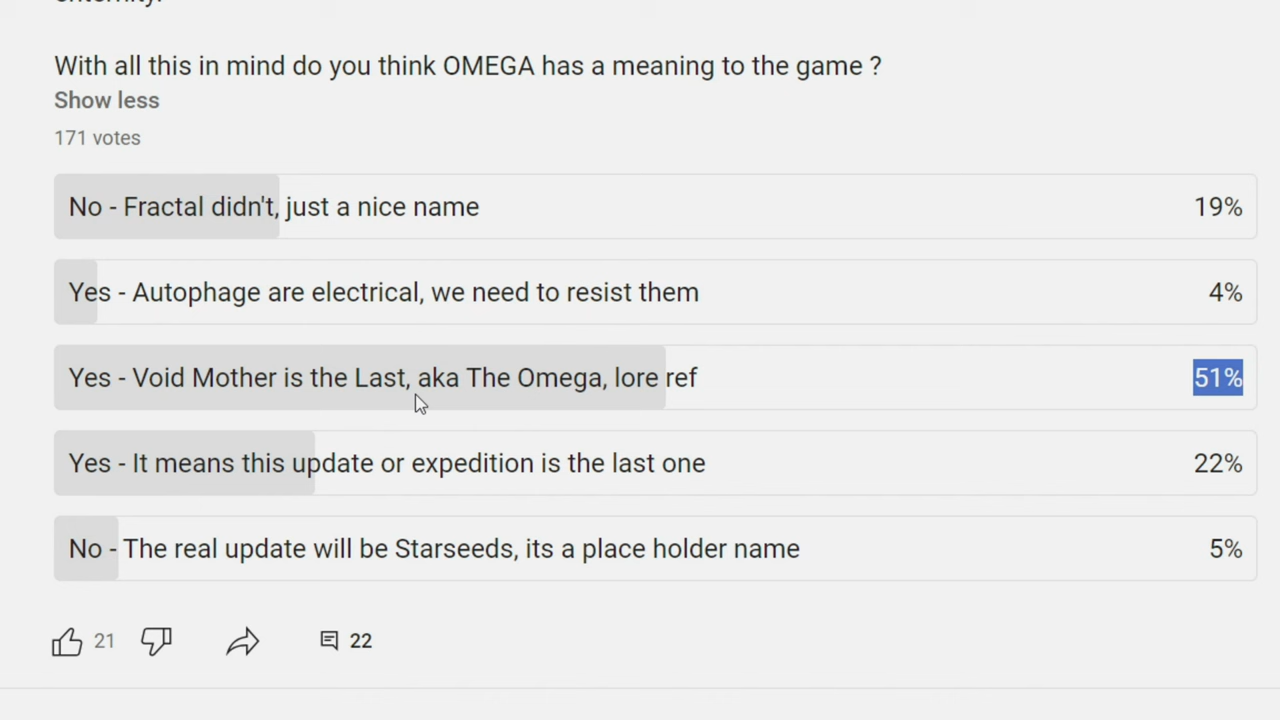 With all this in mind do you think OMEGA has a meaning to the game ?
Show less
171 votes
No - Fractal didn't, just a nice name 19%
Yes - Autophage are electrical, we need to resist them 4%
Yes - Void Mother is the Last, aka The Omega, lore ref 51%
Yes - It means this update or expedition is the last one 22%
No - The real update will be Starseeds, its a place holder name 5%
21 22